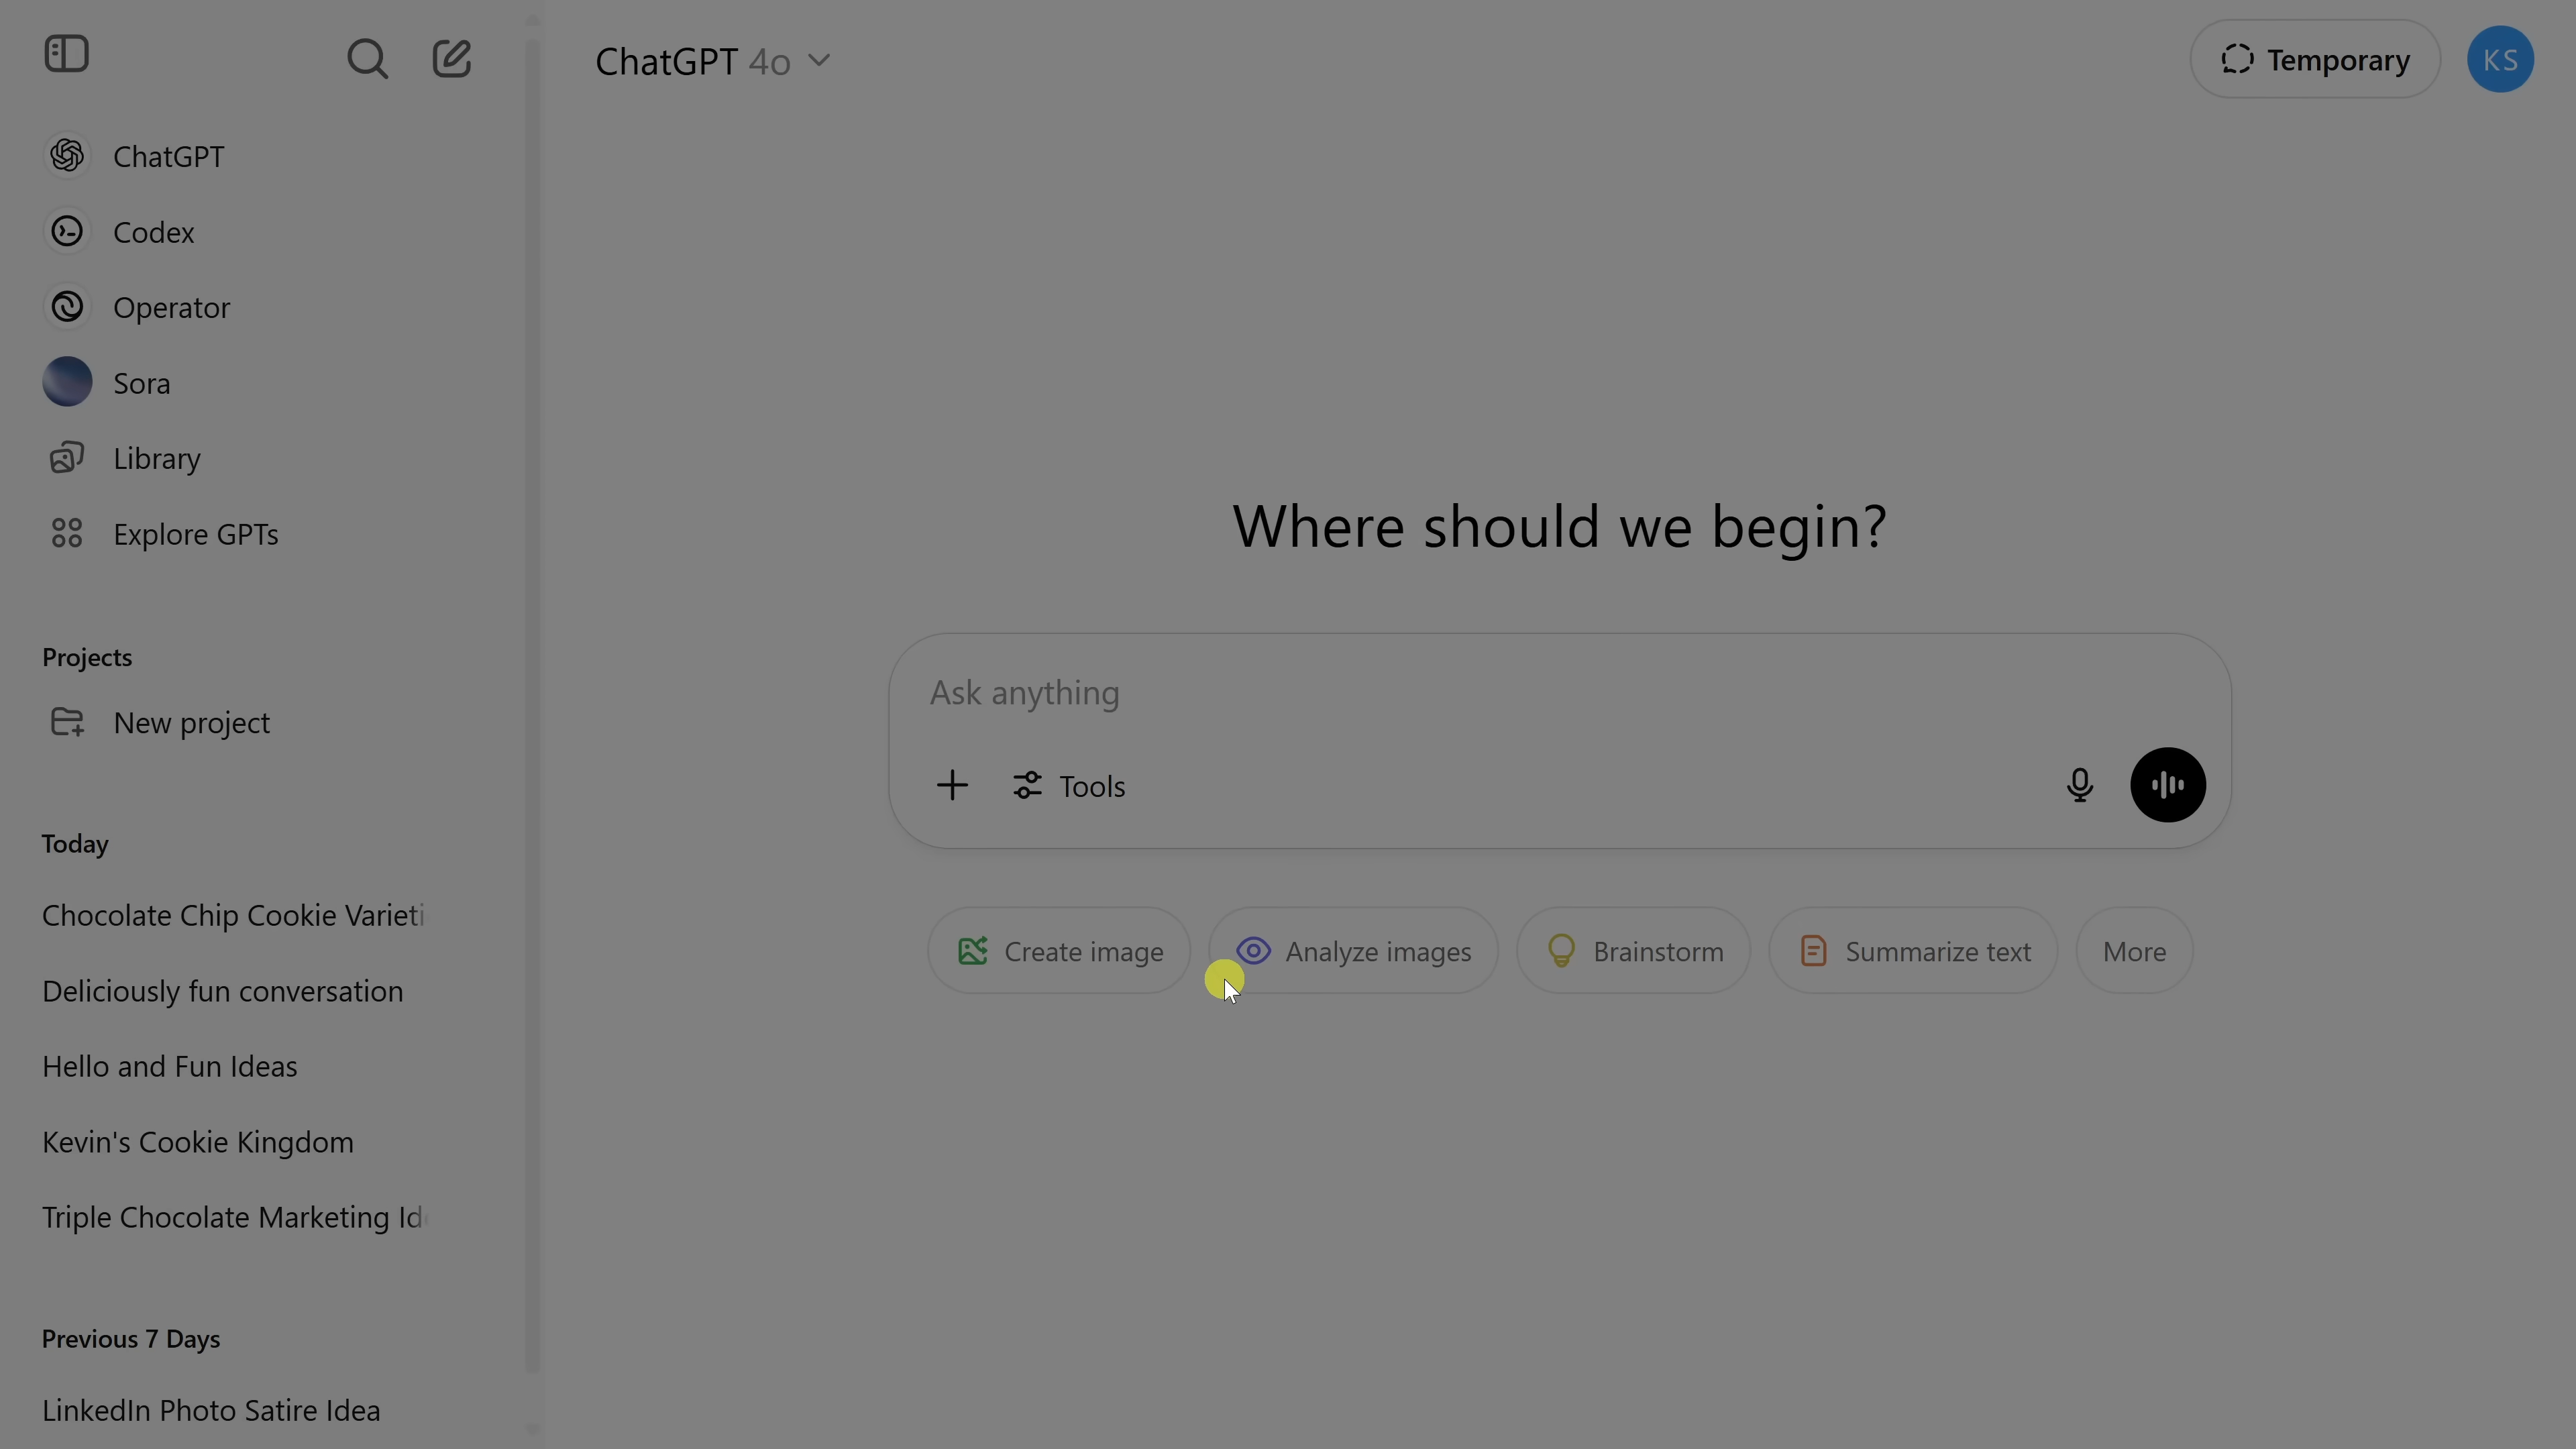 ChatGPT 4o
Temporary
KS
ChatGPT
Codex
Operator
Sora
Library
Explore GPTs
Projects
New project
Today
Chocolate Chip Cookie Varieti
Deliciously fun conversation
Hello and Fun Ideas
Kevin's Cookie Kingdom
Triple Chocolate Marketing Id
Previous 7 Days
LinkedIn Photo Satire Idea
Where should we begin?
Ask anything
Tools
Create image
Analyze images
Brainstorm
Summarize text
More